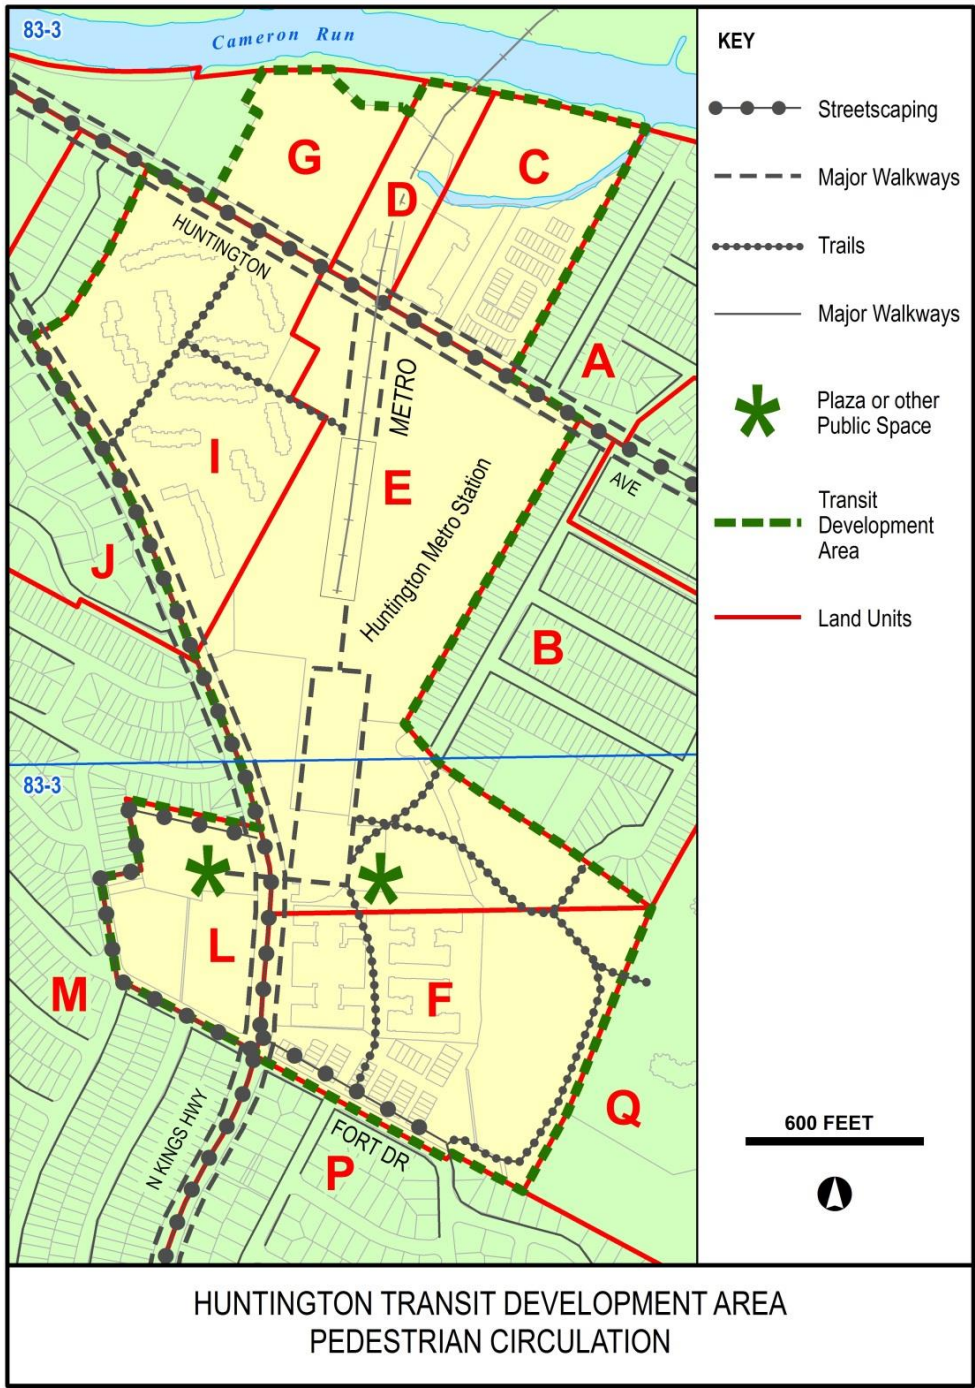 83-3
Cameron Run
G
C
D
HUNTINGTON
A
METRO
I
E
AVE
Huntington Metro Station
J
B
83-3
L
M
F
Q
N KINGS HWY
FORT DR
P
KEY
Streetscaping
Major Walkways
Trails
Major Walkways
Plaza or other
Public Space
Transit
Development
Area
Land Units
600 FEET
HUNTINGTON TRANSIT DEVELOPMENT AREA
PEDESTRIAN CIRCULATION